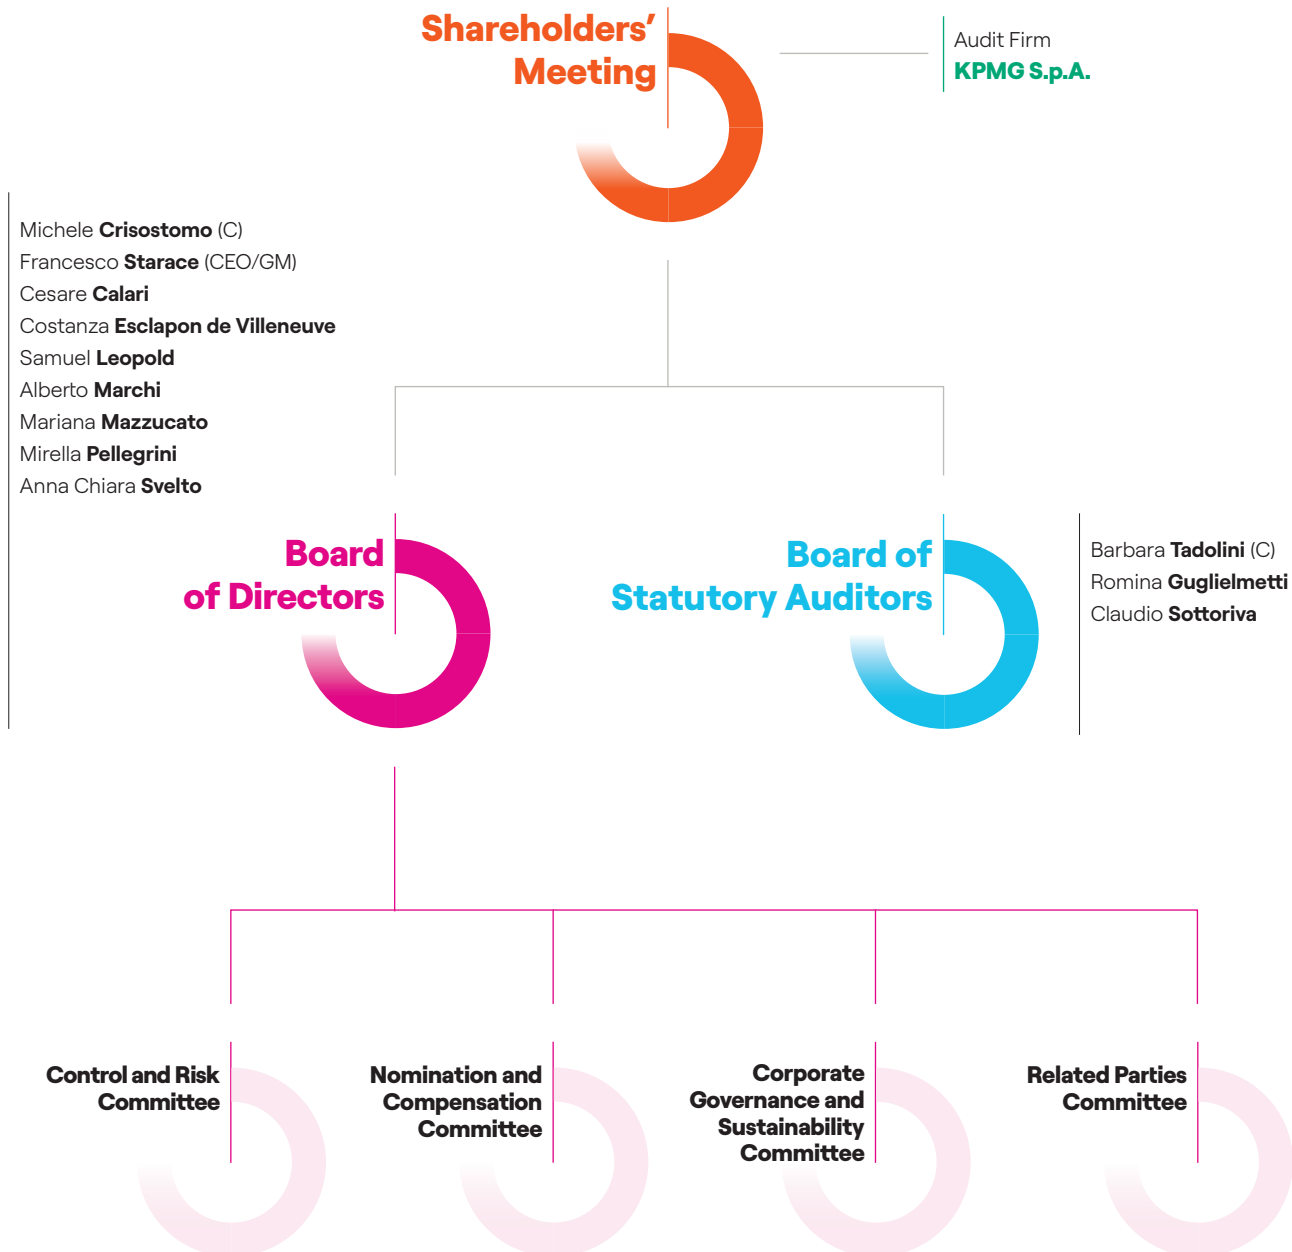 Shareholders’
Meeting
Audit Firm
KPMG S.p.A.
Michele Crisostomo (C)
Francesco Starace (CEO/GM)
Cesare Calari
Costanza Esclapon de Villeneuve
Samuel Leopold
Alberto Marchi
Mariana Mazzucato
Mirella Pellegrini
Anna Chiara Svelto
Board
of Directors
Board of
Statutory Auditors
Barbara Tadolini (C)
Romina Guglielmetti
Claudio Sottoriva
Control and Risk
Committee
Nomination and
Compensation
Committee
Corporate
Governance and
Sustainability
Committee
Related Parties
Committee